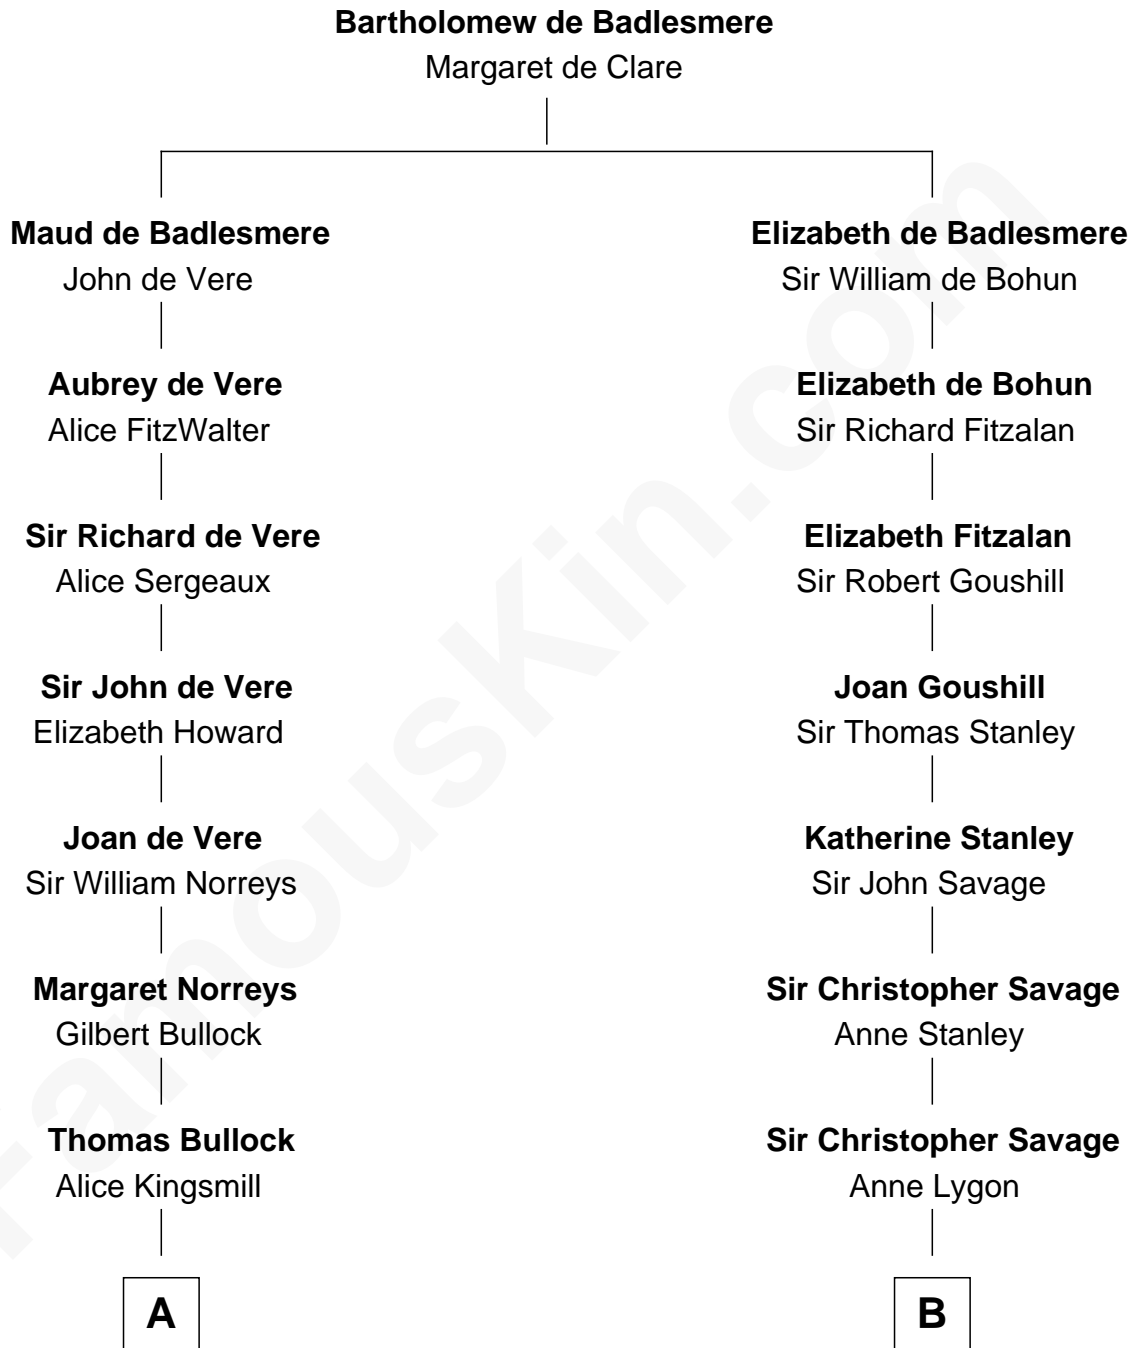 Bartholomew de Badlesmere
Margaret de Clare
Maud de Badlesmere
John de Vere
Elizabeth de Badlesmere
Sir William de Bohun
Aubrey de Vere
Alice FitzWalter
Elizabeth de Bohun
Sir Richard Fitzalan
Sir Richard de Vere
Alice Sergeaux
Elizabeth Fitzalan
Sir Robert Goushill
Sir John de Vere
Elizabeth Howard
Joan Goushill
Sir Thomas Stanley
Joan de Vere
Sir William Norreys
Katherine Stanley
Sir John Savage
Margaret Norreys
Gilbert Bullock
Sir Christopher Savage
Anne Stanley
Thomas Bullock
Alice Kingsmill
Sir Christopher Savage
Anne Lygon
A
B
FamousKin.com